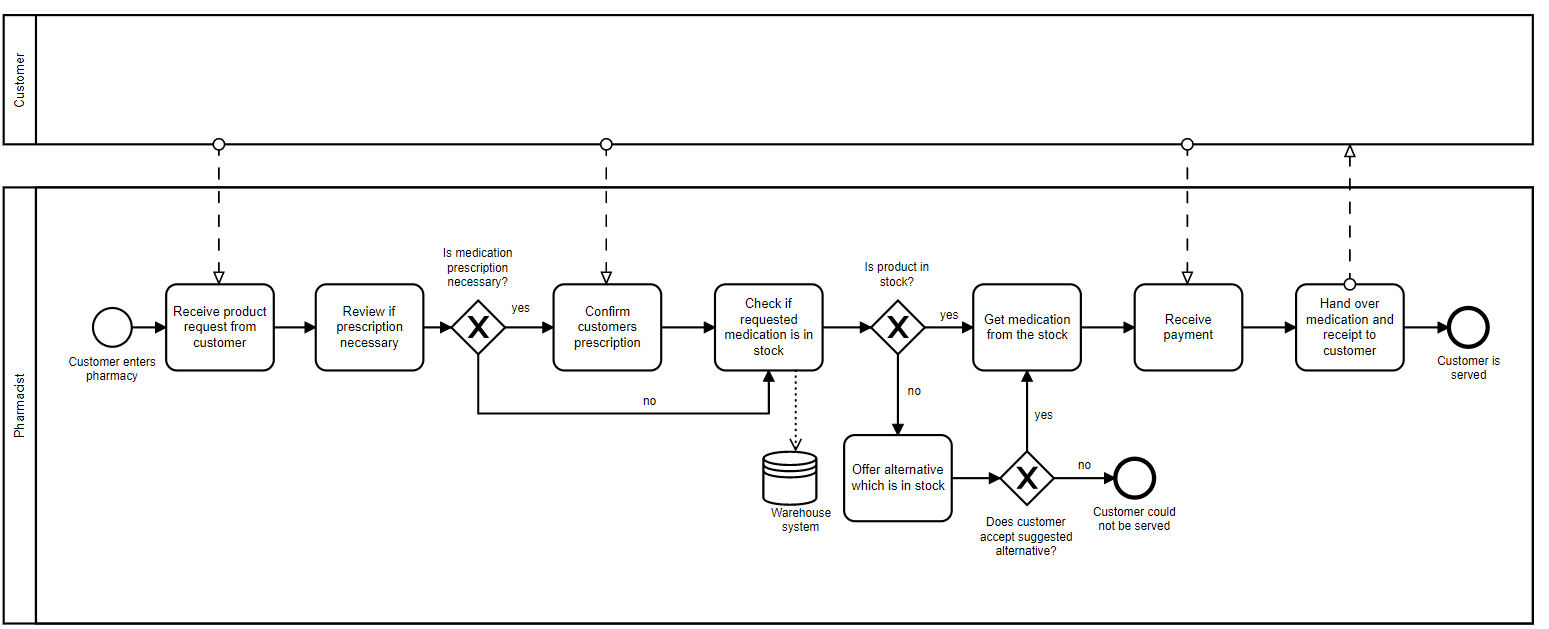 Customer
Pharmacist
Customer enters
pharmacy
Receive product
request from
customer
Review if
prescription
necessary
Is medication
prescription
necessary?
yes
no
Confirm
customers
prescription
Check if
requested
medication is in
stock
Warehouse
system
Is product in
stock?
yes
no
Offer alternative
which is in stock
Does customer
accept suggested
alternative?
yes
no
Customer could
not be served
Get medication
from the stock
Receive
payment
Hand over
medication and
receipt to
customer
Customer is
served